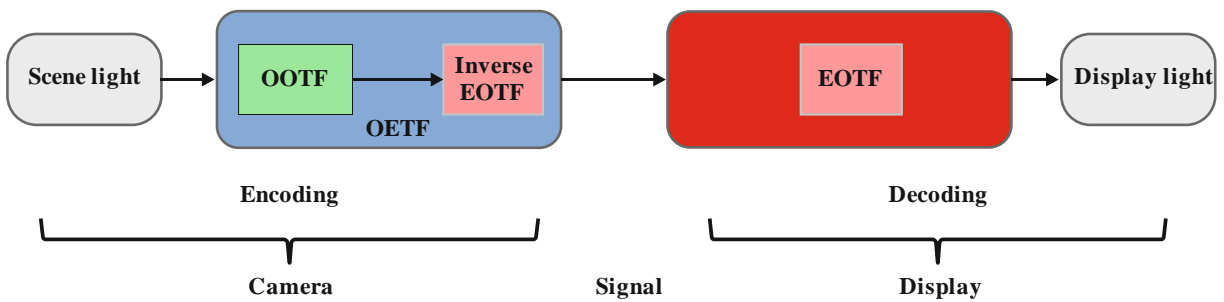 Scene light
OOTF
Inverse
EOTF
OETF
EOTF
Display light
Encoding
Decoding
Camera
Signal
Display